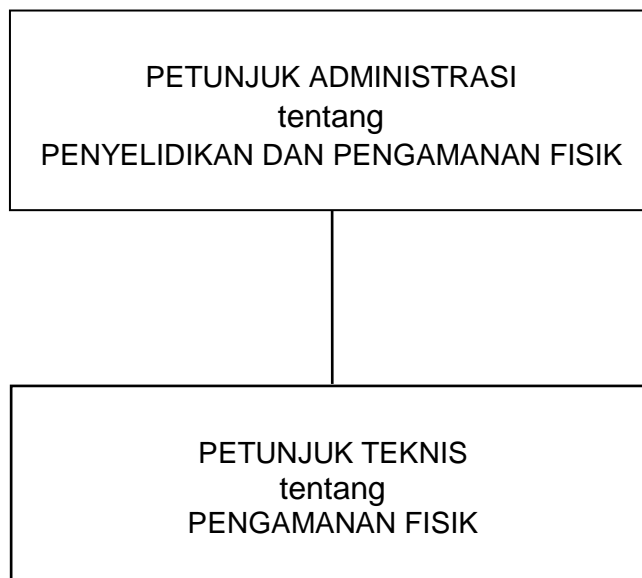 PETUNJUK ADMINISTRASI
tentang
PENYELIDIKAN DAN PENGAMANAN FISIK
PETUNJUK TEKNIS
tentang
PENGAMANAN FISIK